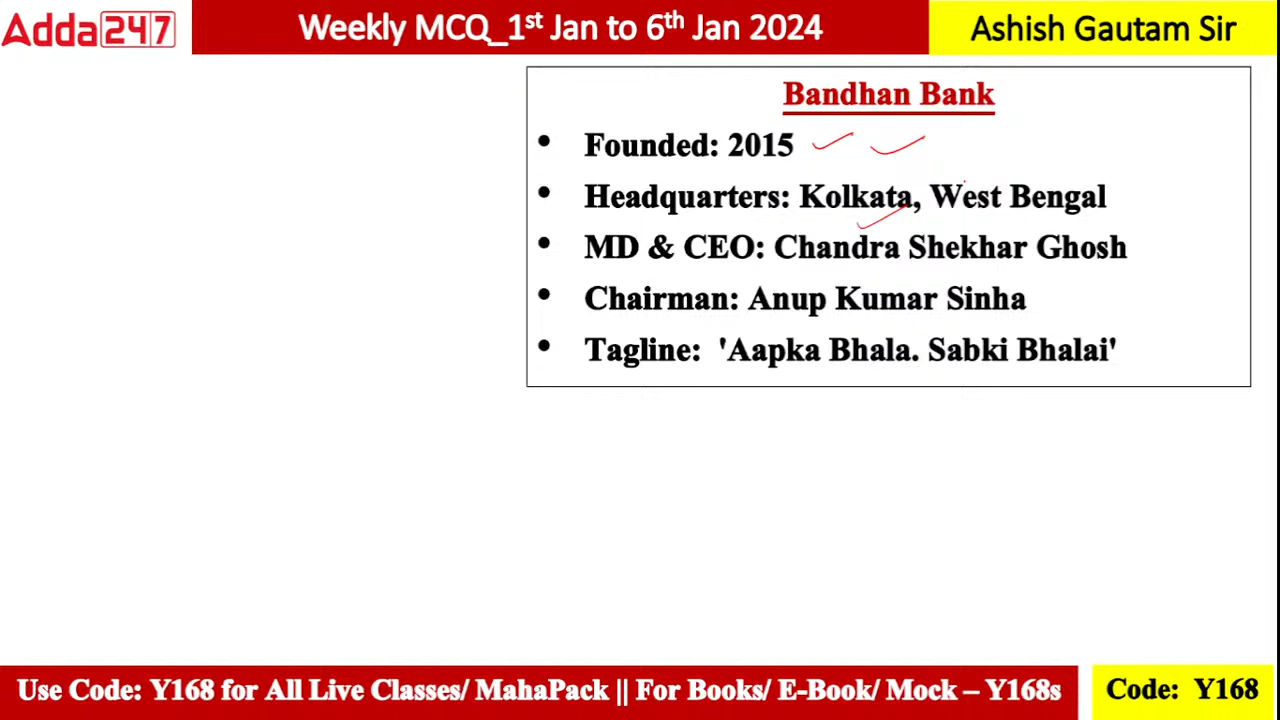 Adda247
Weekly MCQ_1st Jan to 6th Jan 2024
Ashish Gautam Sir
Bandhan Bank
• Founded: 2015
• Headquarters: Kolkata, West Bengal
• MD & CEO: Chandra Shekhar Ghosh
• Chairman: Anup Kumar Sinha
• Tagline: 'Aapka Bhala. Sabki Bhalai'
Use Code: Y168 for All Live Classes/ MahaPack || For Books/ E-Book/ Mock – Y168s
Code: Y168